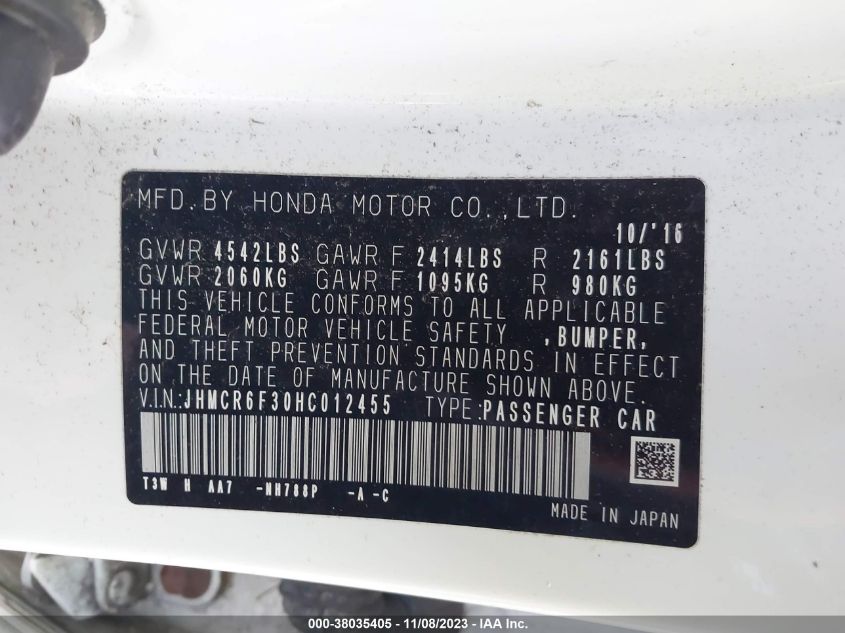 MFD. BY HONDA MOTOR CO.,LTD.
10/'16
GVWR 4542LBS GAWR F 2414LBS R 2161LBS
GVWR 2060KG GAWR F 1095KG R 980KG
THIS VEHICLE CONFORMS TO ALL APPLICABLE
FEDERAL MOTOR VEHICLE SAFETY ,BUMPER,
AND THEFT PREVENTION STANDARDS IN EFFECT
ON THE DATE OF MANUFACTURE SHOWN ABOVE.
V.I.N.:JHMCR6F30HC012455 TYPE:PASSENGER CAR
T3W H AA7 -NH788P -A -C
MADE IN JAPAN
000-38035405 - 11/08/2023 - IAA Inc.